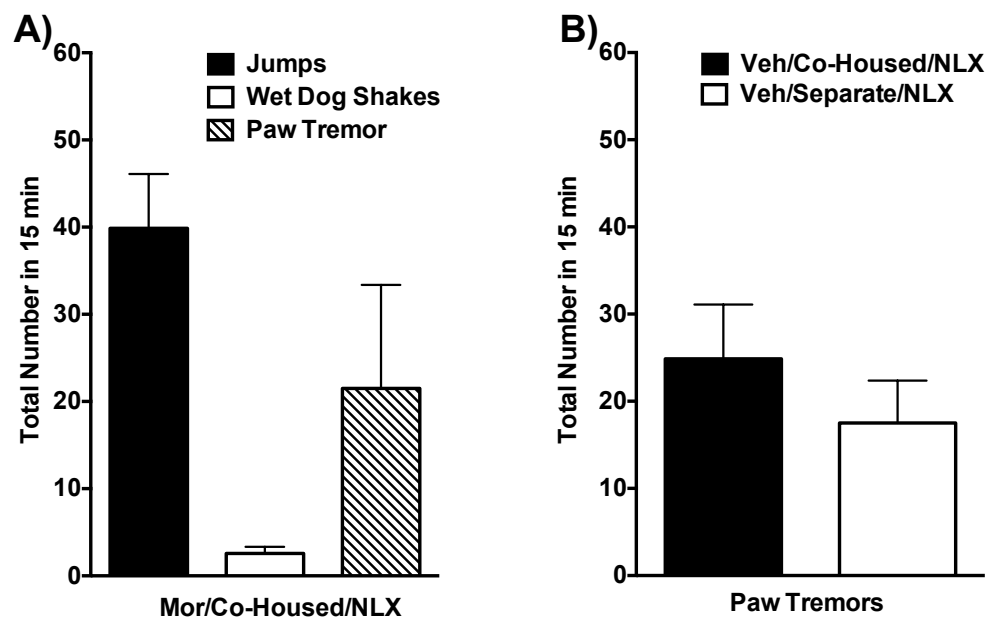 A)
Total Number in 15 min
60
50
40
30
20
10
0
Jumps
Wet Dog Shakes
Paw Tremor
Mor/Co-Housed/NLX
B)
Total Number in 15 min
60
50
40
30
20
10
0
Veh/Co-Housed/NLX
Veh/Separate/NLX
Paw Tremors